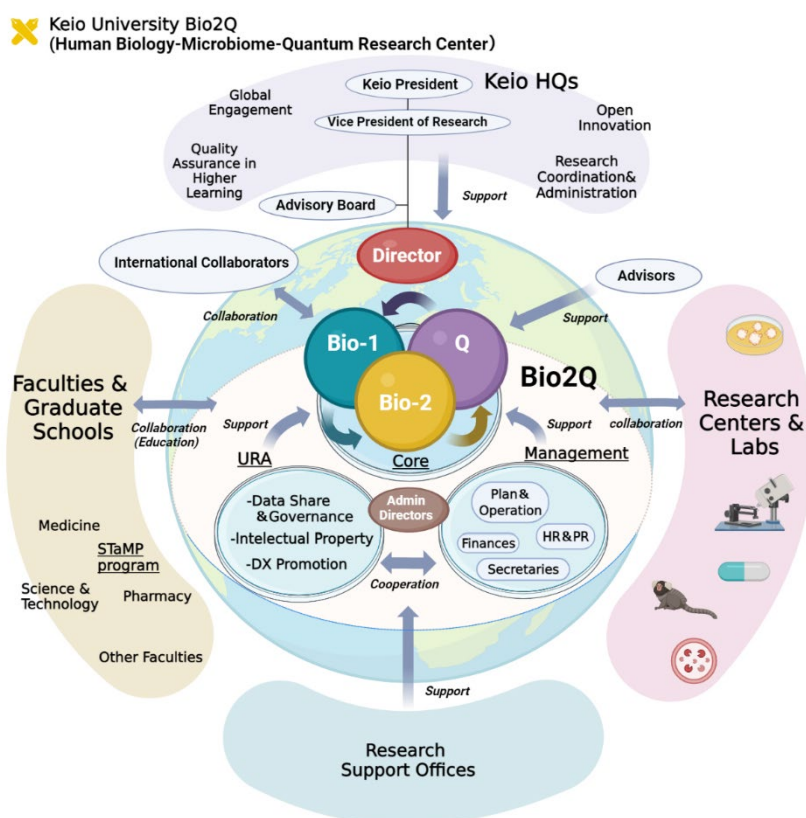 Keio University Bio2Q
(Human Biology-Microbiome-Quantum Research Center)
Keio HQs
Keio President
Vice President of Research
Global
Engagement
Open
Innovation
Quality
Assurance in
Higher
Learning
Research
Coordination&
Administration
Support
Advisory Board
Director
International Collaborators
Advisors
Collaboration
Support
Bio-1
Q
Bio-2
Bio2Q
Faculties &
Graduate
Schools
Collaboration
(Education)
Support
Support
collaboration
Research
Centers &
Labs
URA
Core
Management
-Data Share
&Governance
-Intelectual Property
-DX Promotion
Admin
Directors
Cooperation
Plan&
Operation
Finances
HR&PR
Secretaries
Medicine
STaMP
program
Science &
Technology
Pharmacy
Other Faculties
Support
Research
Support Offices